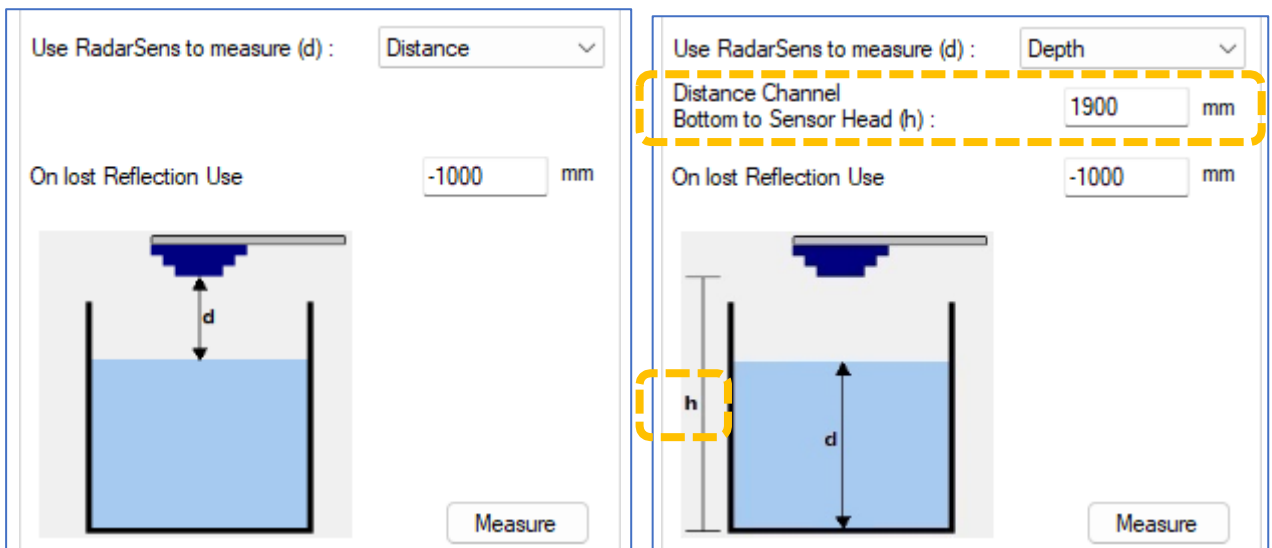 Use RadarSens to measure (d) : Distance
On lost Reflection Use -1000 mm
d
Measure
Use RadarSens to measure (d) : Depth
Distance Channel
Bottom to Sensor Head (h) : 1900 mm
On lost Reflection Use -1000 mm
h
d
Measure